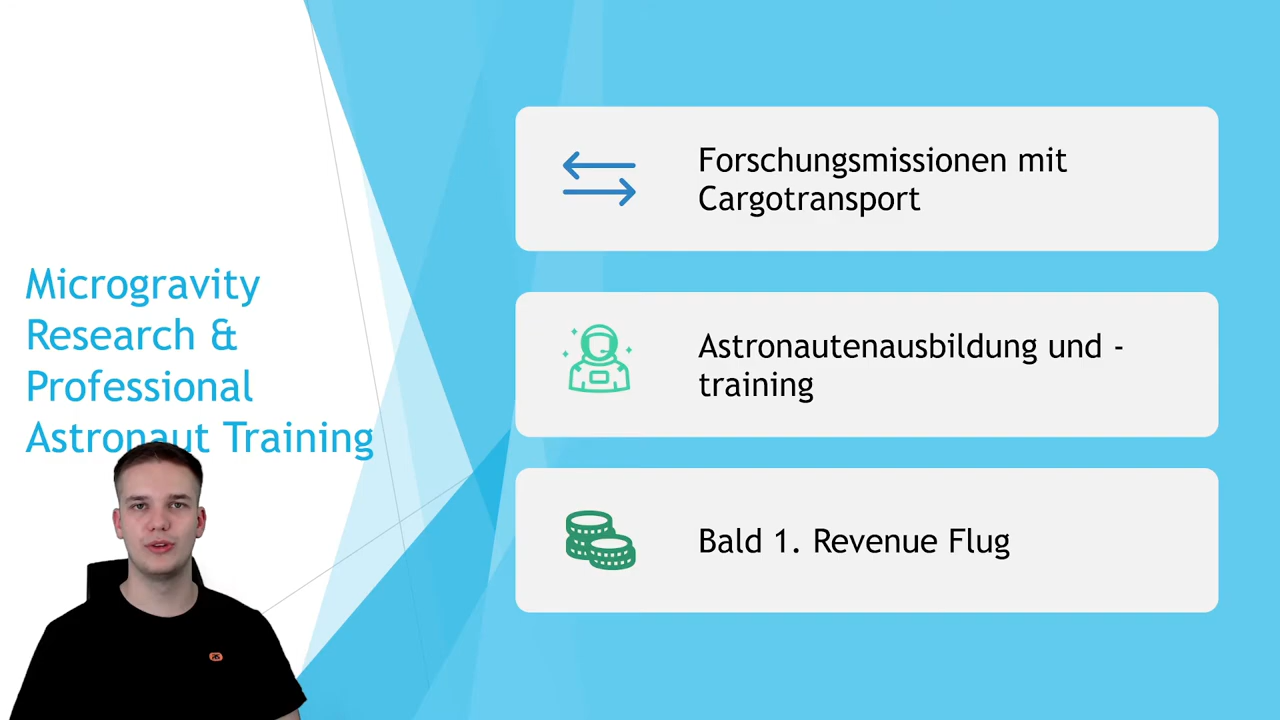 Microgravity
Research &
Professional
Astronaut Training
Forschungsmissionen mit
Cargotransport
Astronautenausbildung und -
training
Bald 1. Revenue Flug